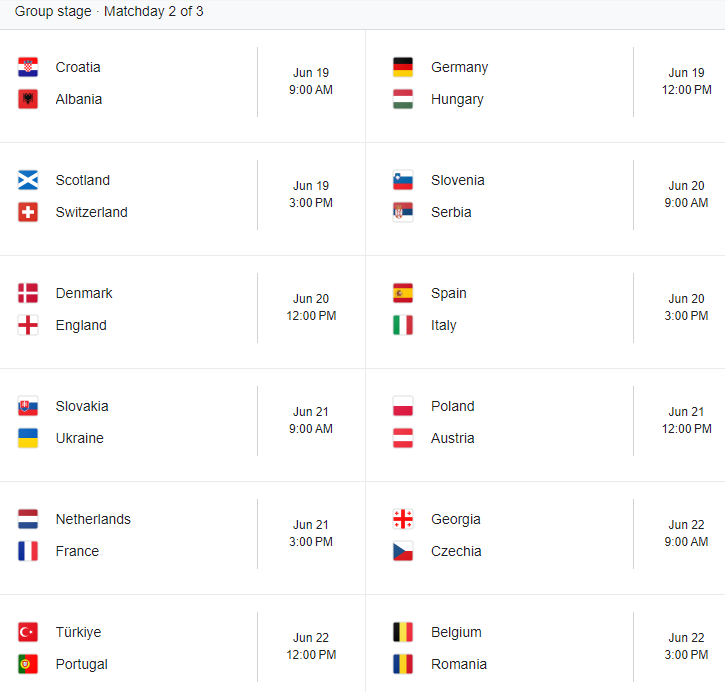 Group stage · Matchday 2 of 3
Croatia
Albania
Jun 19
9:00 AM
Germany
Hungary
Jun 19
12:00 PM
Scotland
Switzerland
Jun 19
3:00 PM
Slovenia
Serbia
Jun 20
9:00 AM
Denmark
England
Jun 20
12:00 PM
Spain
Italy
Jun 20
3:00 PM
Slovakia
Ukraine
Jun 21
9:00 AM
Poland
Austria
Jun 21
12:00 PM
Netherlands
France
Jun 21
3:00 PM
Georgia
Czechia
Jun 22
9:00 AM
Türkiye
Portugal
Jun 22
12:00 PM
Belgium
Romania
Jun 22
3:00 PM